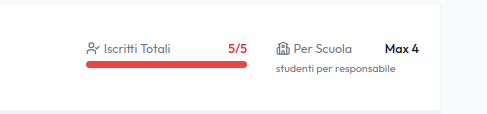 Iscritti Totali 5/5 Per Scuola Max 4
studenti per responsabile